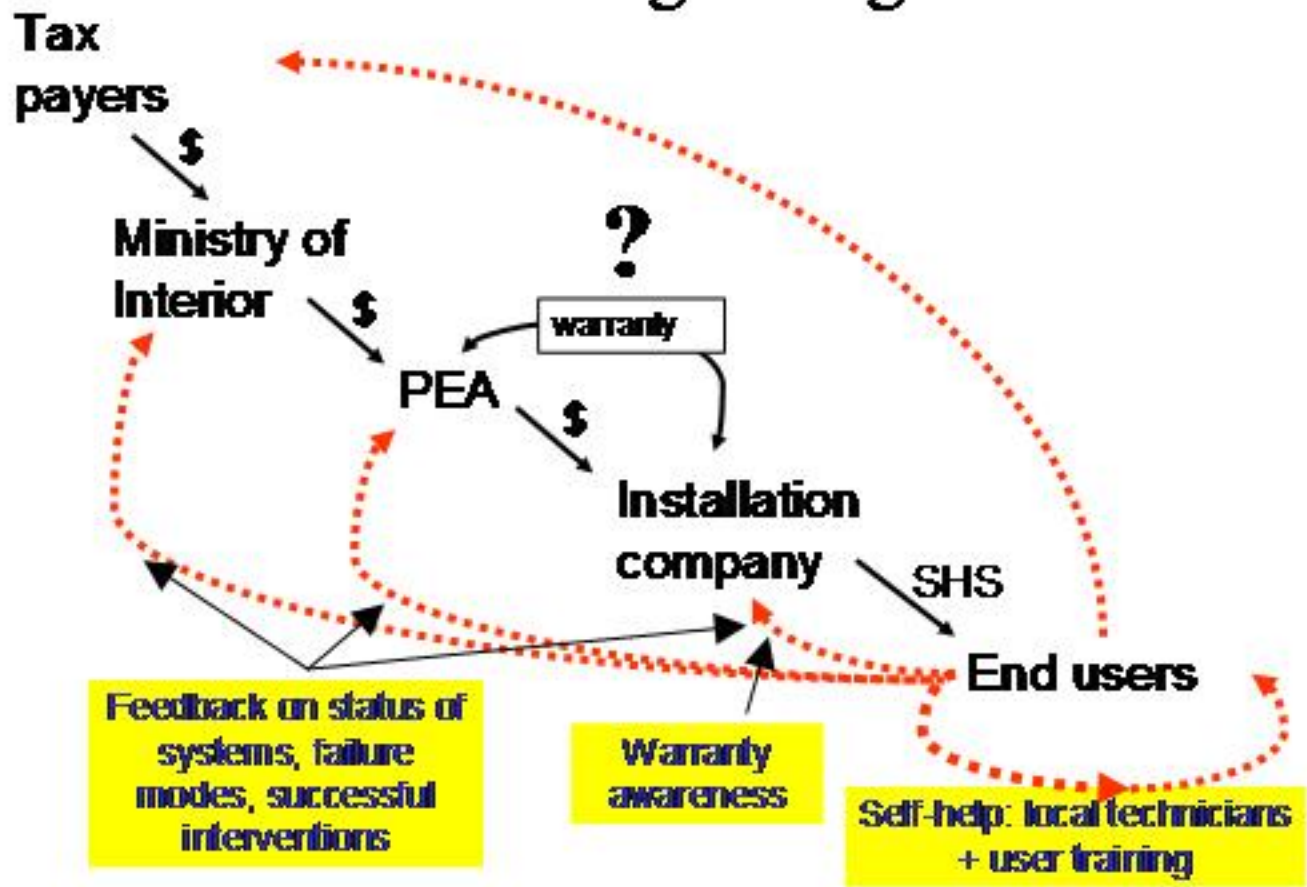 Tax
payers
$
Ministry of
Interior
$
?
warranty
PEA
$
Installation
company
SHS
End users
Feedback on status of
systems, failure
modes, successful
interventions
Warranty
awareness
Self-help: local technicians
+ user training